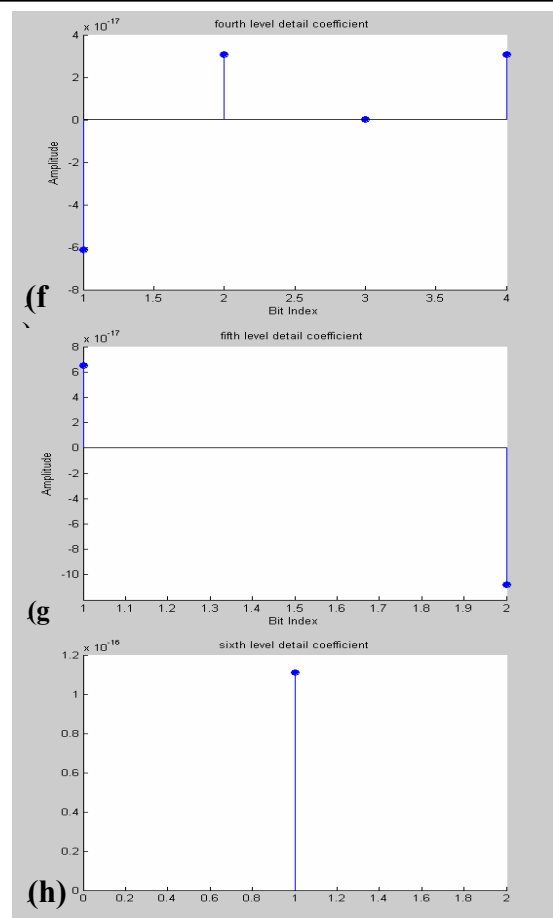 fourth level detail coefficient
x 10⁻¹⁷
4
2
0
-2
-4
-6
-8
Amplitude
1 1.5 2 2.5 3 3.5 4
Bit Index
(f
)
fifth level detail coefficient
x 10⁻¹⁷
8
6
4
2
0
-2
-4
-6
-8
-10
Amplitude
1 1.1 1.2 1.3 1.4 1.5 1.6 1.7 1.8 1.9 2
Bit Index
(g
sixth level detail coefficient
x 10⁻¹⁶
1.2
1
0.8
0.6
0.4
0.2
0
0 0.2 0.4 0.6 0.8 1.0 1.2 1.4 1.6 1.8 2
(h)